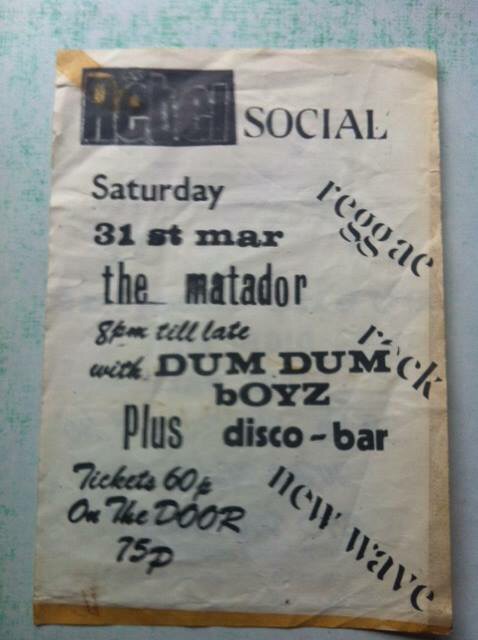 Rebel SOCIAL
Saturday
31 st mar
the matador
8pm till late
with DUM DUM
bOYZ
Plus disco-bar
Tickets 60p
On The DOOR
75p
reggae
rock
new wave